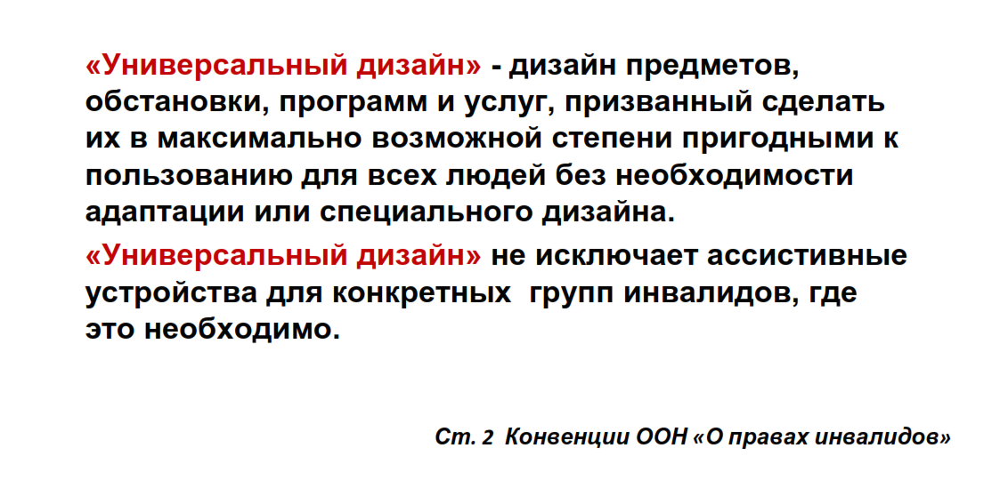 «Универсальный дизайн» - дизайн предметов,
обстановки, программ и услуг, призванный сделать
их в максимально возможной степени пригодными к
пользованию для всех людей без необходимости
адаптации или специального дизайна.
«Универсальный дизайн» не исключает ассистивные
устройства для конкретных  групп инвалидов, где
это необходимо.
Ст. 2  Конвенции ООН «О правах инвалидов»